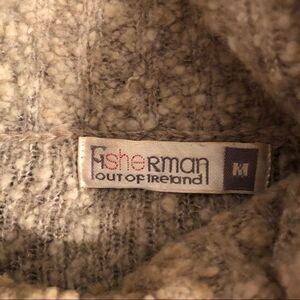 FisheRman M
OUT OF IReLanD